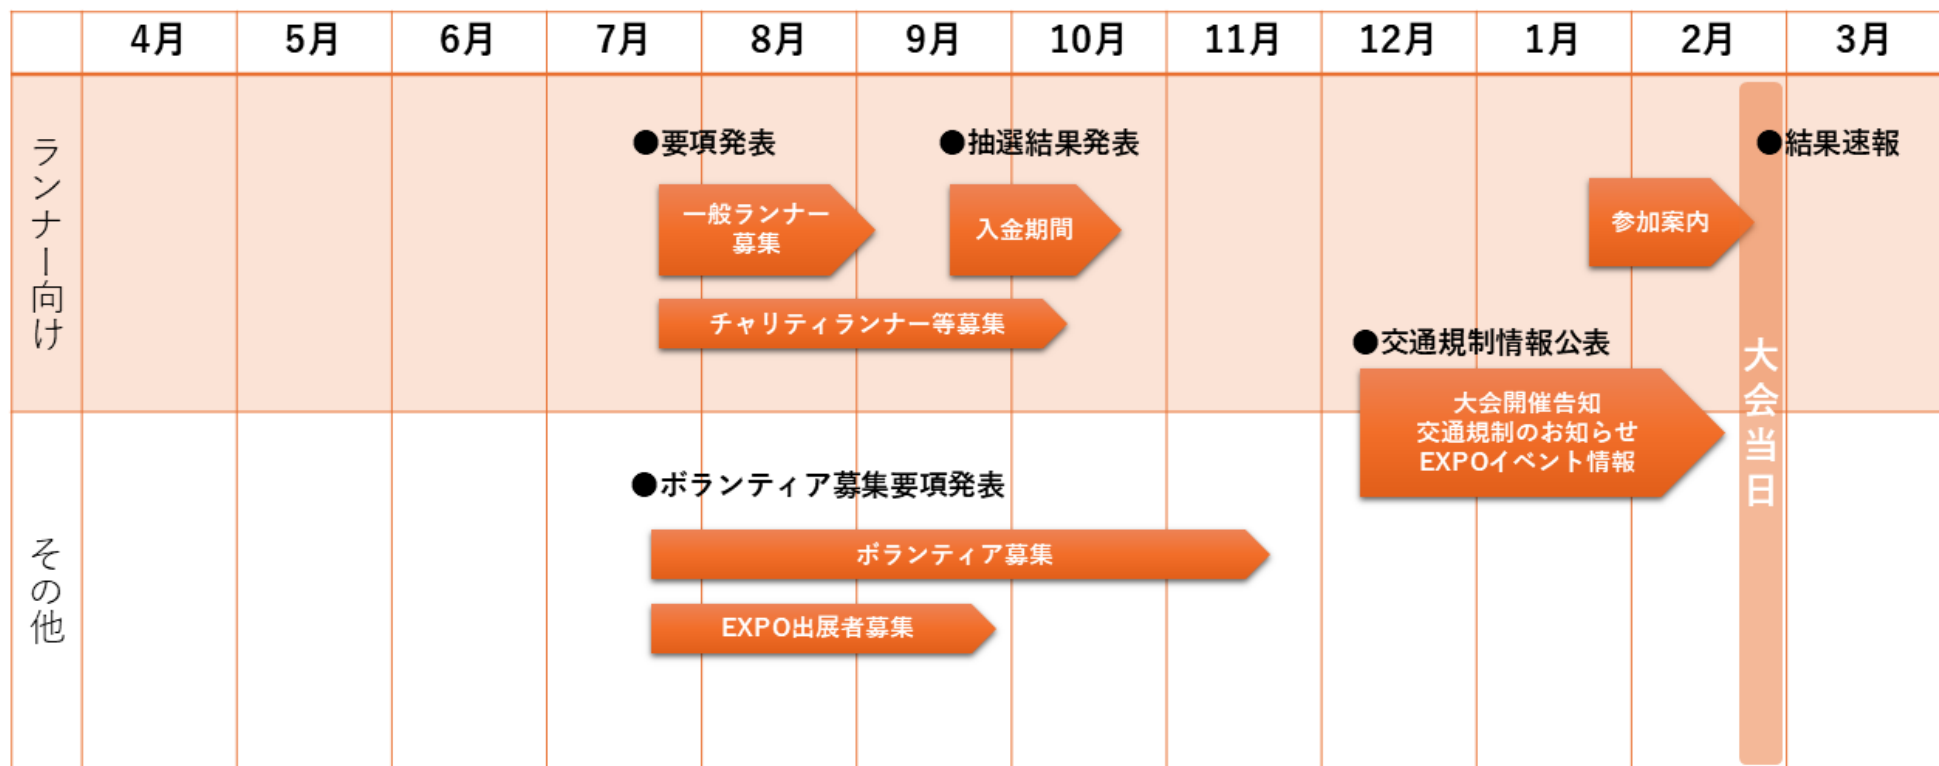 4月 5月 6月 7月 8月 9月 10月 11月 12月 1月 2月 3月
ランナー向け
●要項発表
●抽選結果発表
●結果速報
一般ランナー
募集
入金期間
参加案内
チャリティランナー等募集
●交通規制情報公表
大会開催告知
交通規制のお知らせ
EXPOイベント情報
大会当日
その他
●ボランティア募集要項発表
ボランティア募集
EXPO出展者募集